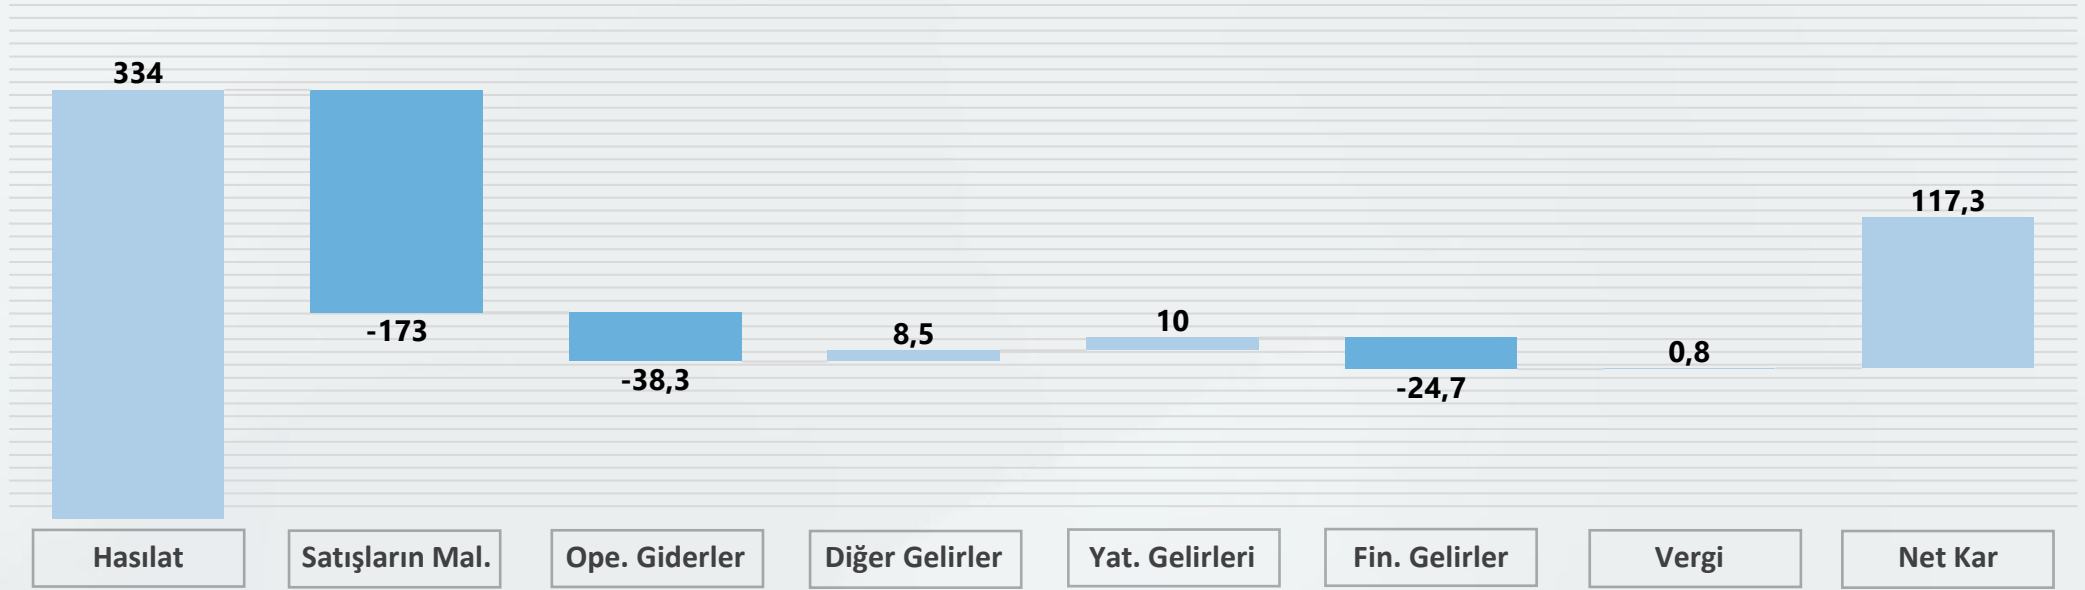 334
-173
-38,3
8,5
10
-24,7
0,8
117,3
Hasılat
Satışların Mal.
Ope. Giderler
Diğer Gelirler
Yat. Gelirleri
Fin. Gelirler
Vergi
Net Kar